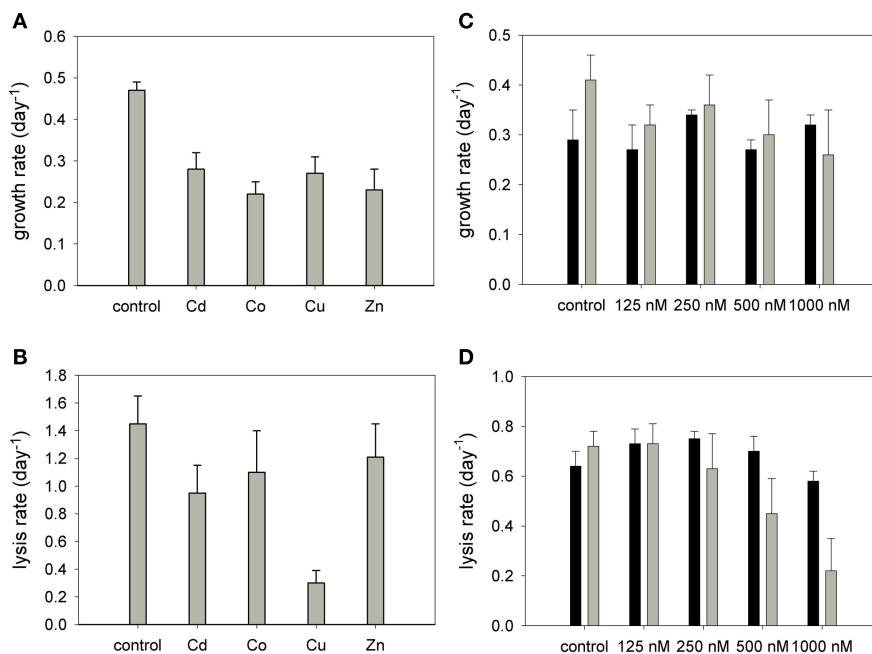 A
growth rate (day-1)
0.6
0.5
0.4
0.3
0.2
0.1
0.0
control Cd Co Cu Zn
C
growth rate (day-1)
0.5
0.4
0.3
0.2
0.1
0.0
control 125 nM 250 nM 500 nM 1000 nM
B
lysis rate (day-1)
1.8
1.6
1.4
1.2
1.0
0.8
0.6
0.4
0.2
0.0
control Cd Co Cu Zn
D
lysis rate (day-1)
1.0
0.8
0.6
0.4
0.2
0.0
control 125 nM 250 nM 500 nM 1000 nM